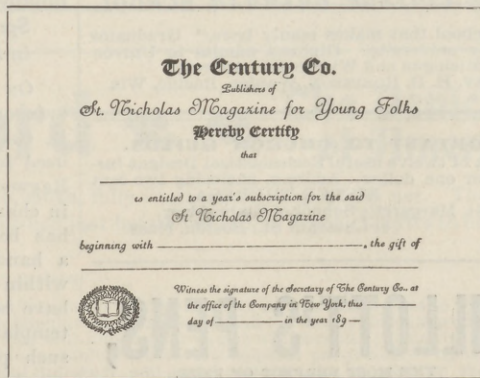 The Century Co.
Publishers of
St. Nicholas Magazine for Young Folks
Hereby Certify
that
is entitled to a year's subscription for the said
St Nicholas Magazine
beginning with ————, the gift of
Witness the signature of the Secretary of The Century Co., at
the office of the Company in New York, this ————
day of ———— in the year 189—